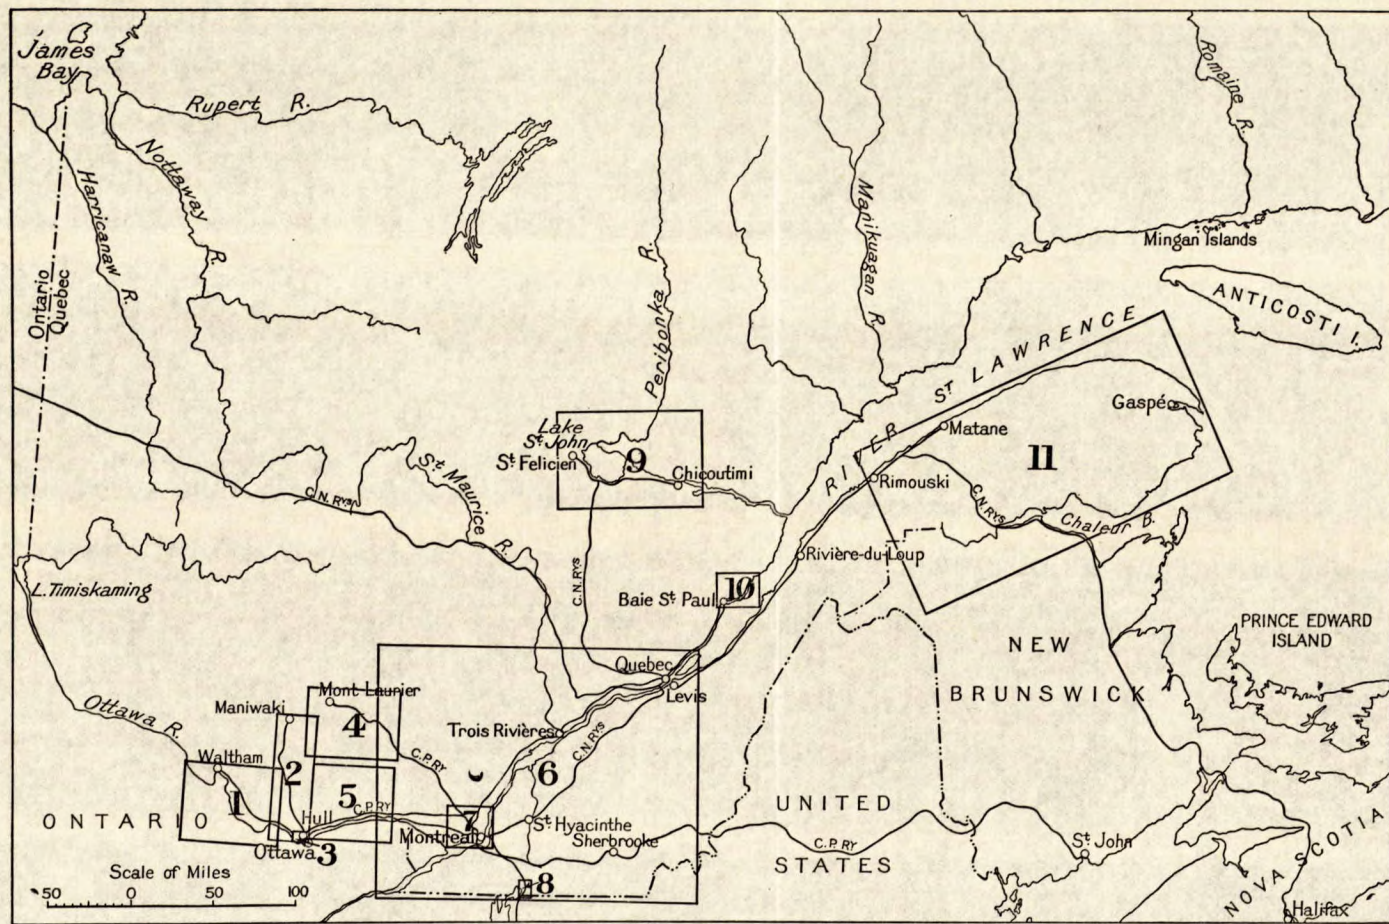 James
Bay
Rupert R.
Nottaway R.
Harricanaw R.
Ontario
Quebec
Romaine R.
Manikuagan R.
Mingan Islands
ANTICOSTI I.
Peribonka R.
RIVER ST LAWRENCE
Gaspé
Matane
11
Rimouski
Lake
St John
St Felicien
9
Chicoutimi
St Maurice R.
C.N.RYS
C.N.RYS
C.N.RYS
Chaleur B.
Rivière-du-Loup
10
Baie St Paul
L.Timiskaming
PRINCE EDWARD
ISLAND
NEW
BRUNSWICK
Quebec
Levis
Mont-Laurier
Maniwaki
4
Ottawa R.
Trois Rivières
C.N.RYS
C.P.RY
Waltham
2
6
1
5
C.P.RY
7
Hull
ONTARIO
Montreal
St Hyacinthe
Sherbrooke
Ottawa
3
UNITED
STATES
C.P.RY
St John
8
NOVA SCOTIA
Halifax
Scale of Miles
50 0 50 100